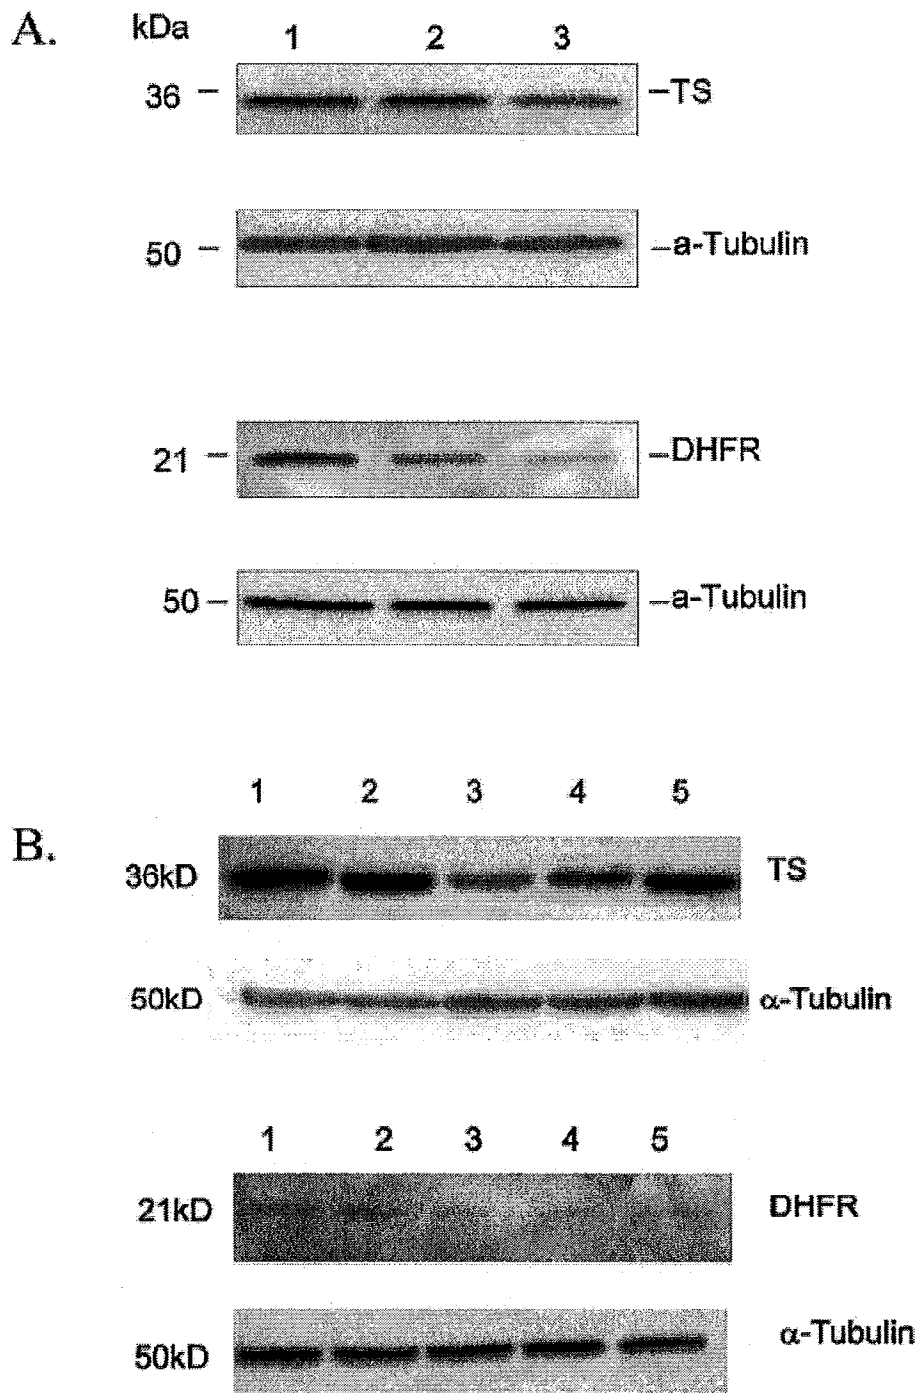 A.
kDa 1 2 3
36 – –TS
50 – –a-Tubulin
21 – –DHFR
50 – –a-Tubulin
1 2 3 4 5
B.
36kD TS
50kD α-Tubulin
1 2 3 4 5
21kD DHFR
50kD α-Tubulin